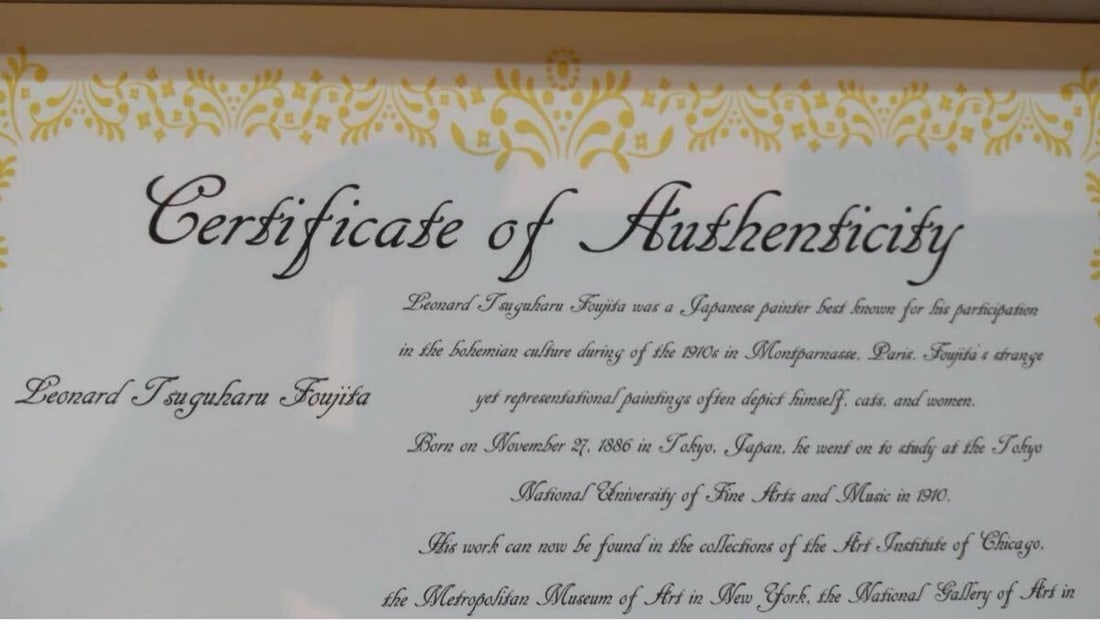 Certificate of Authenticity
Leonard Tsuguharu Foujita
Leonard Tsuguharu Foujita was a Japanese painter best known for his participation
in the bohemian culture during of the 1910s in Montparnasse, Paris. Foujita's strange
yet representational paintings often depict himself, cats, and women.
Born on November 27, 1886 in Tokyo, Japan, he went on to study at the Tokyo
National University of Fine Arts and Music in 1910.
His work can now be found in the collections of the Art Institute of Chicago,
the Metropolitan Museum of Art in New York, the National Gallery of Art in